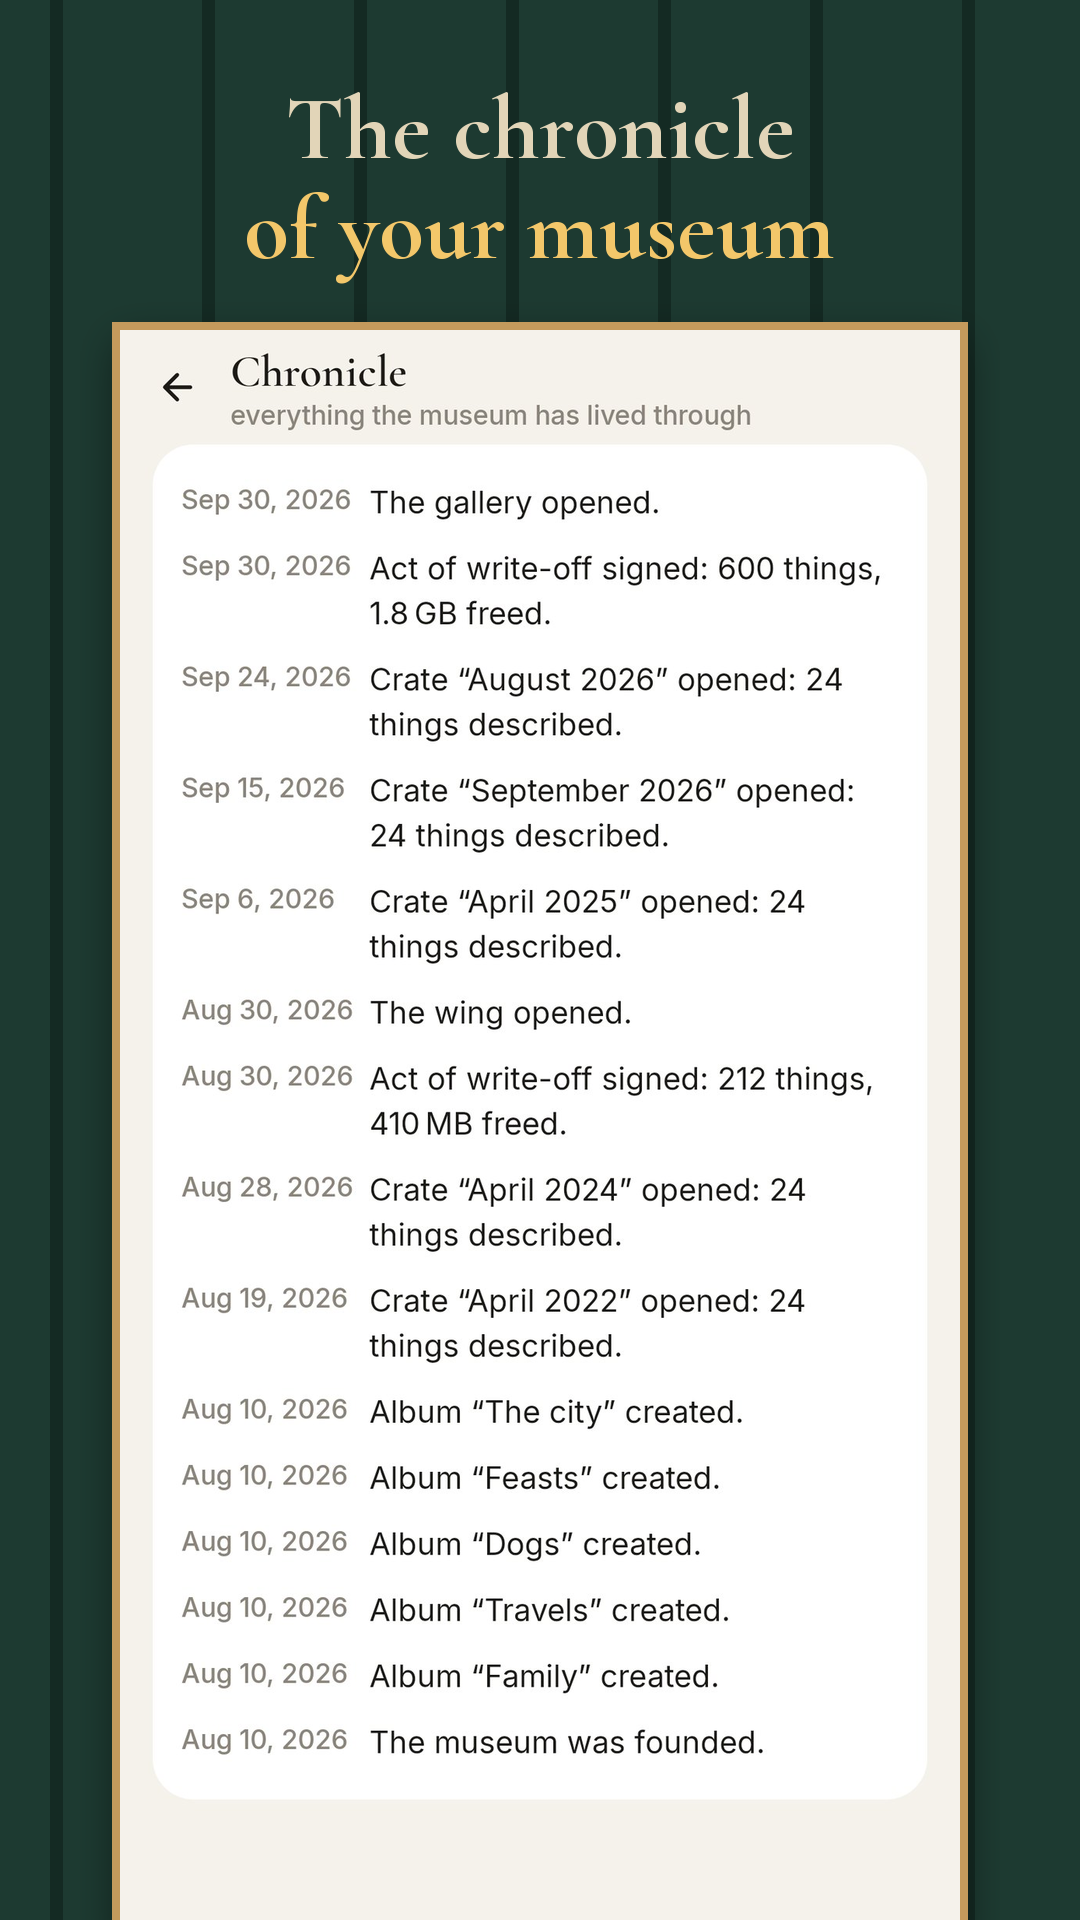 The chronicle
of your museum
Chronicle
everything the museum has lived through
Sep 30, 2026 The gallery opened.
Sep 30, 2026 Act of write-off signed: 600 things,
1.8 GB freed.
Sep 24, 2026 Crate “August 2026” opened: 24
things described.
Sep 15, 2026 Crate “September 2026” opened:
24 things described.
Sep 6, 2026 Crate “April 2025” opened: 24
things described.
Aug 30, 2026 The wing opened.
Aug 30, 2026 Act of write-off signed: 212 things,
410 MB freed.
Aug 28, 2026 Crate “April 2024” opened: 24
things described.
Aug 19, 2026 Crate “April 2022” opened: 24
things described.
Aug 10, 2026 Album “The city” created.
Aug 10, 2026 Album “Feasts” created.
Aug 10, 2026 Album “Dogs” created.
Aug 10, 2026 Album “Travels” created.
Aug 10, 2026 Album “Family” created.
Aug 10, 2026 The museum was founded.